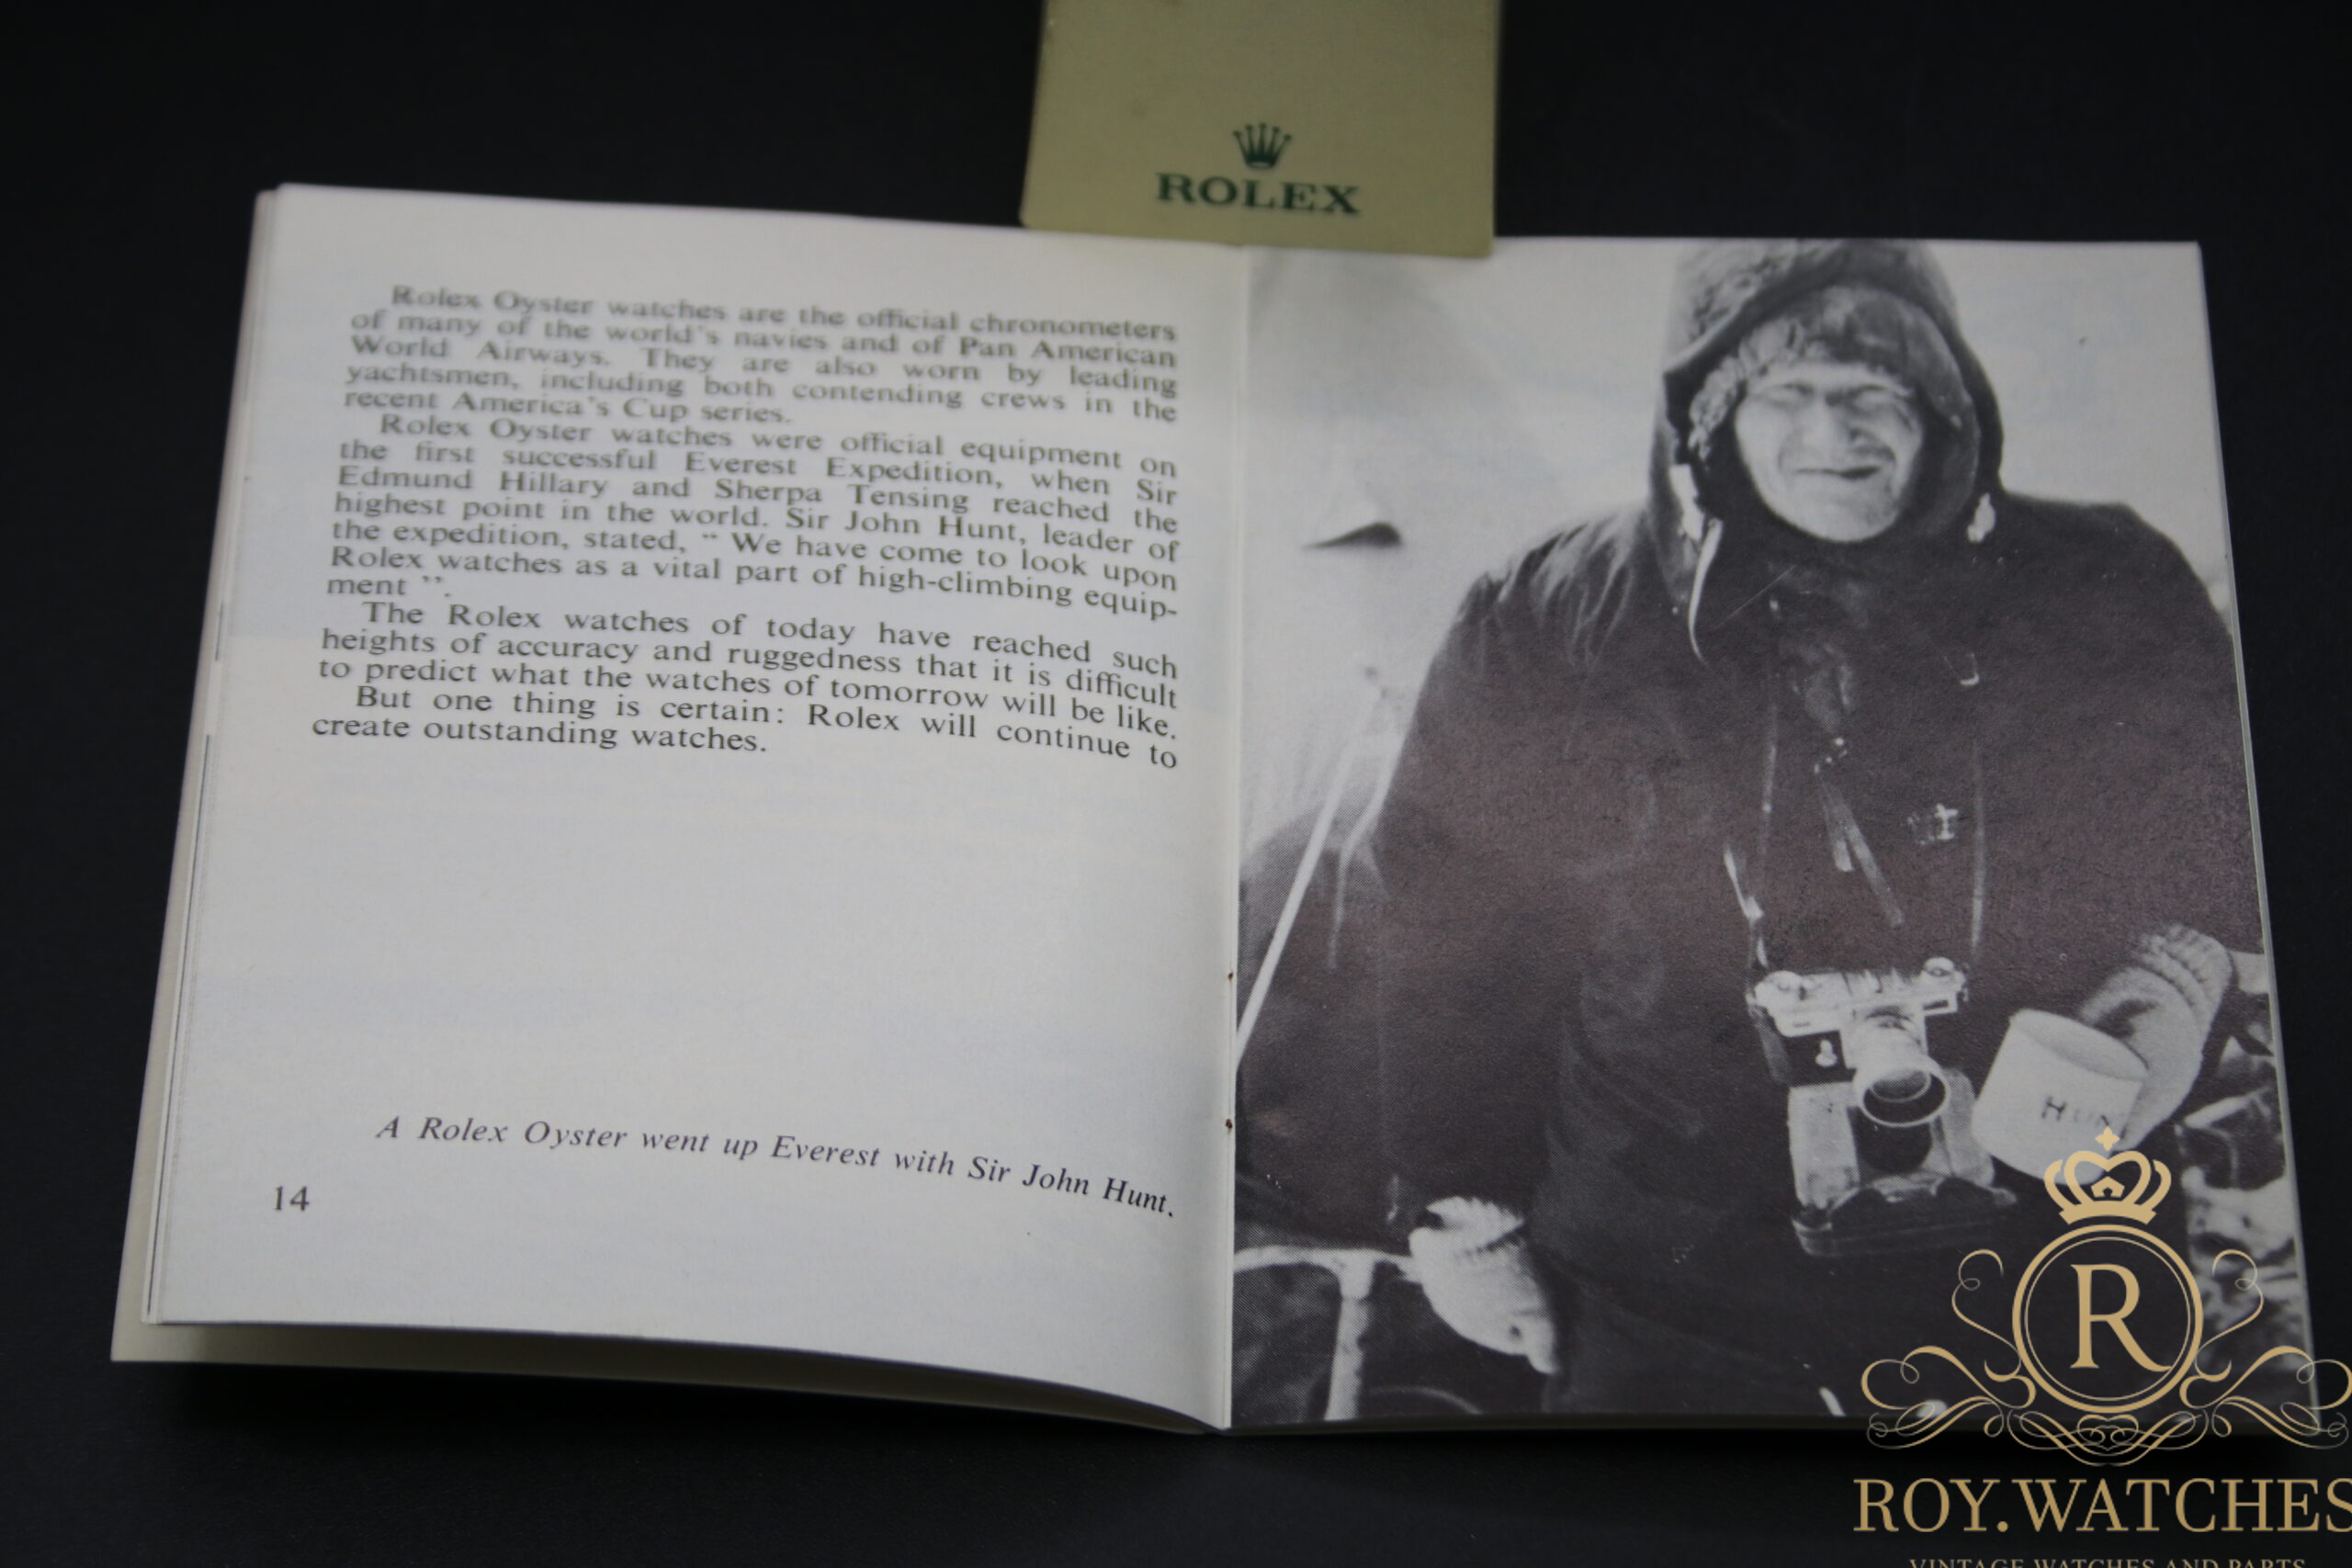 ROLEX
Rolex Oyster watches are the official chronometers
of many of the world's navies and of Pan American
World Airways. They are also worn by leading
yachtsmen, including both contending crews in the
recent America's Cup series.
Rolex Oyster watches were official equipment on
the first successful Everest Expedition, when Sir
Edmund Hillary and Sherpa Tensing reached the
highest point in the world. Sir John Hunt, leader of
the expedition, stated, “ We have come to look upon
Rolex watches as a vital part of high-climbing equip-
ment ”.
The Rolex watches of today have reached such
heights of accuracy and ruggedness that it is difficult
to predict what the watches of tomorrow will be like.
But one thing is certain: Rolex will continue to
create outstanding watches.
A Rolex Oyster went up Everest with Sir John Hunt.
14
HUN
R
ROY.WATCHES
VINTAGE WATCHES AND PARTS